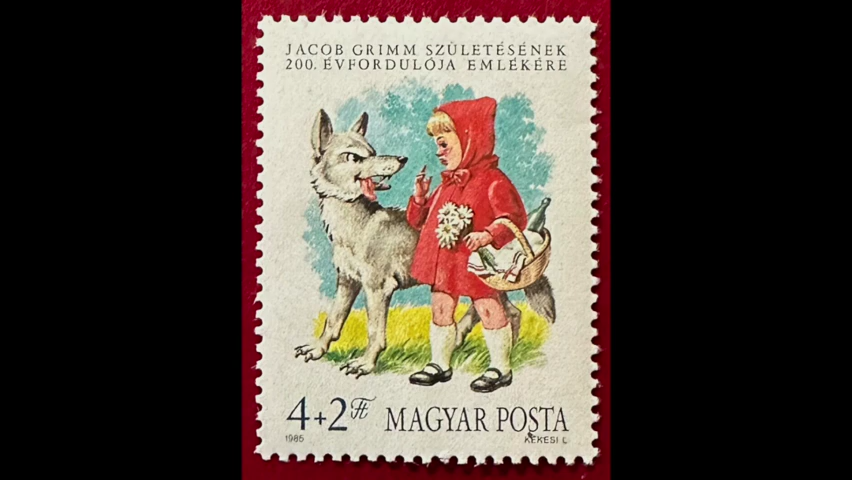 JACOB GRIMM SZÜLETÉSÉNEK
200. ÉVFORDULÓJA EMLÉKÉRE
4+2 Ft MAGYAR POSTA
1985 KÉKESI L.